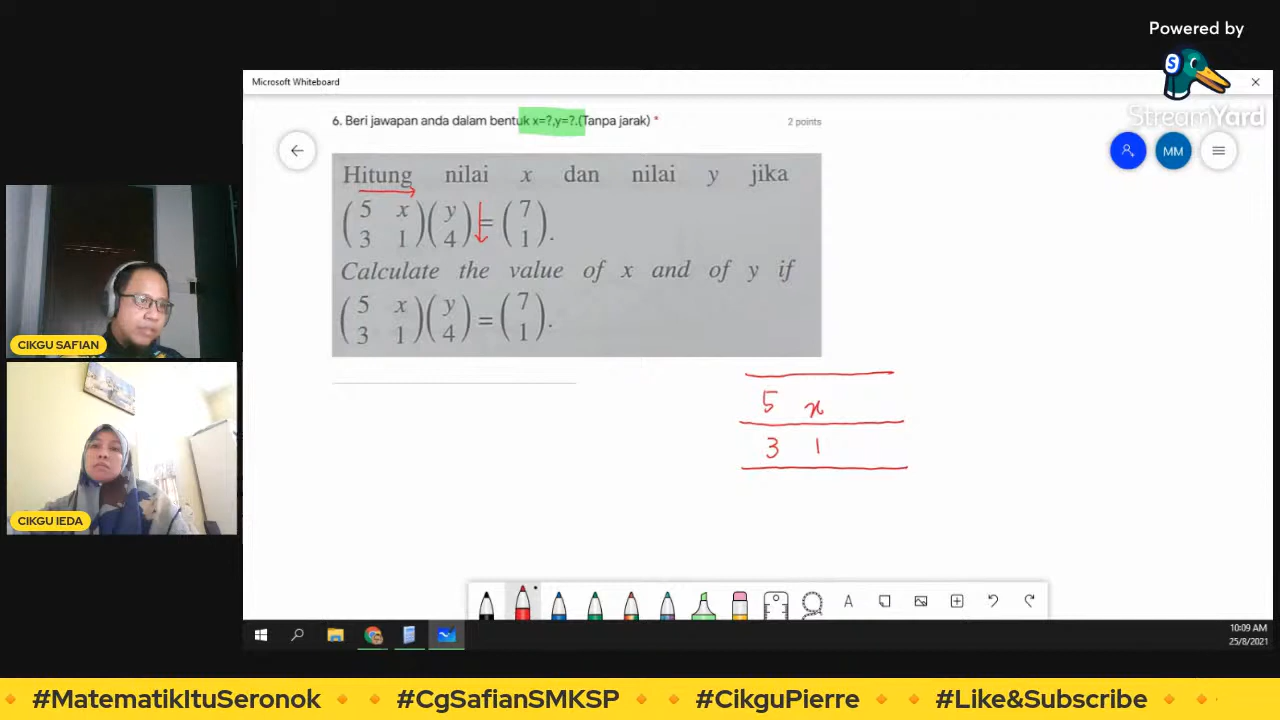 Powered by
StreamYard
Microsoft Whiteboard
6. Beri jawapan anda dalam bentuk x=?,y=?.(Tanpa jarak) *
2 points
MM
Hitung nilai x dan nilai y jika
(5 x) (y) = (7)
(3 1) (4) (1).
Calculate the value of x and of y if
(5 x) (y) = (7)
(3 1) (4) (1).
5 x
3 1
CIKGU SAFIAN
CIKGU IEDA
A
10:09 AM
25/8/2021
#MatematikItuSeronok #CgSafianSMKSP #CikguPierre #Like&Subscribe